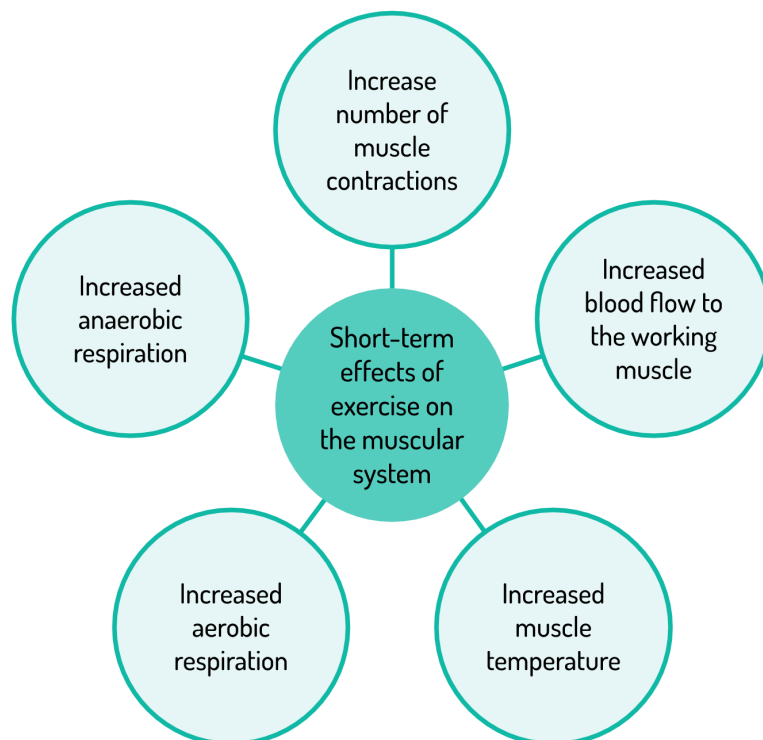 Increase
number of
muscle
contractions
Increased
blood flow to
the working
muscle
Increased
anaerobic
respiration
Short-term
effects of
exercise on
the muscular
system
Increased
aerobic
respiration
Increased
muscle
temperature